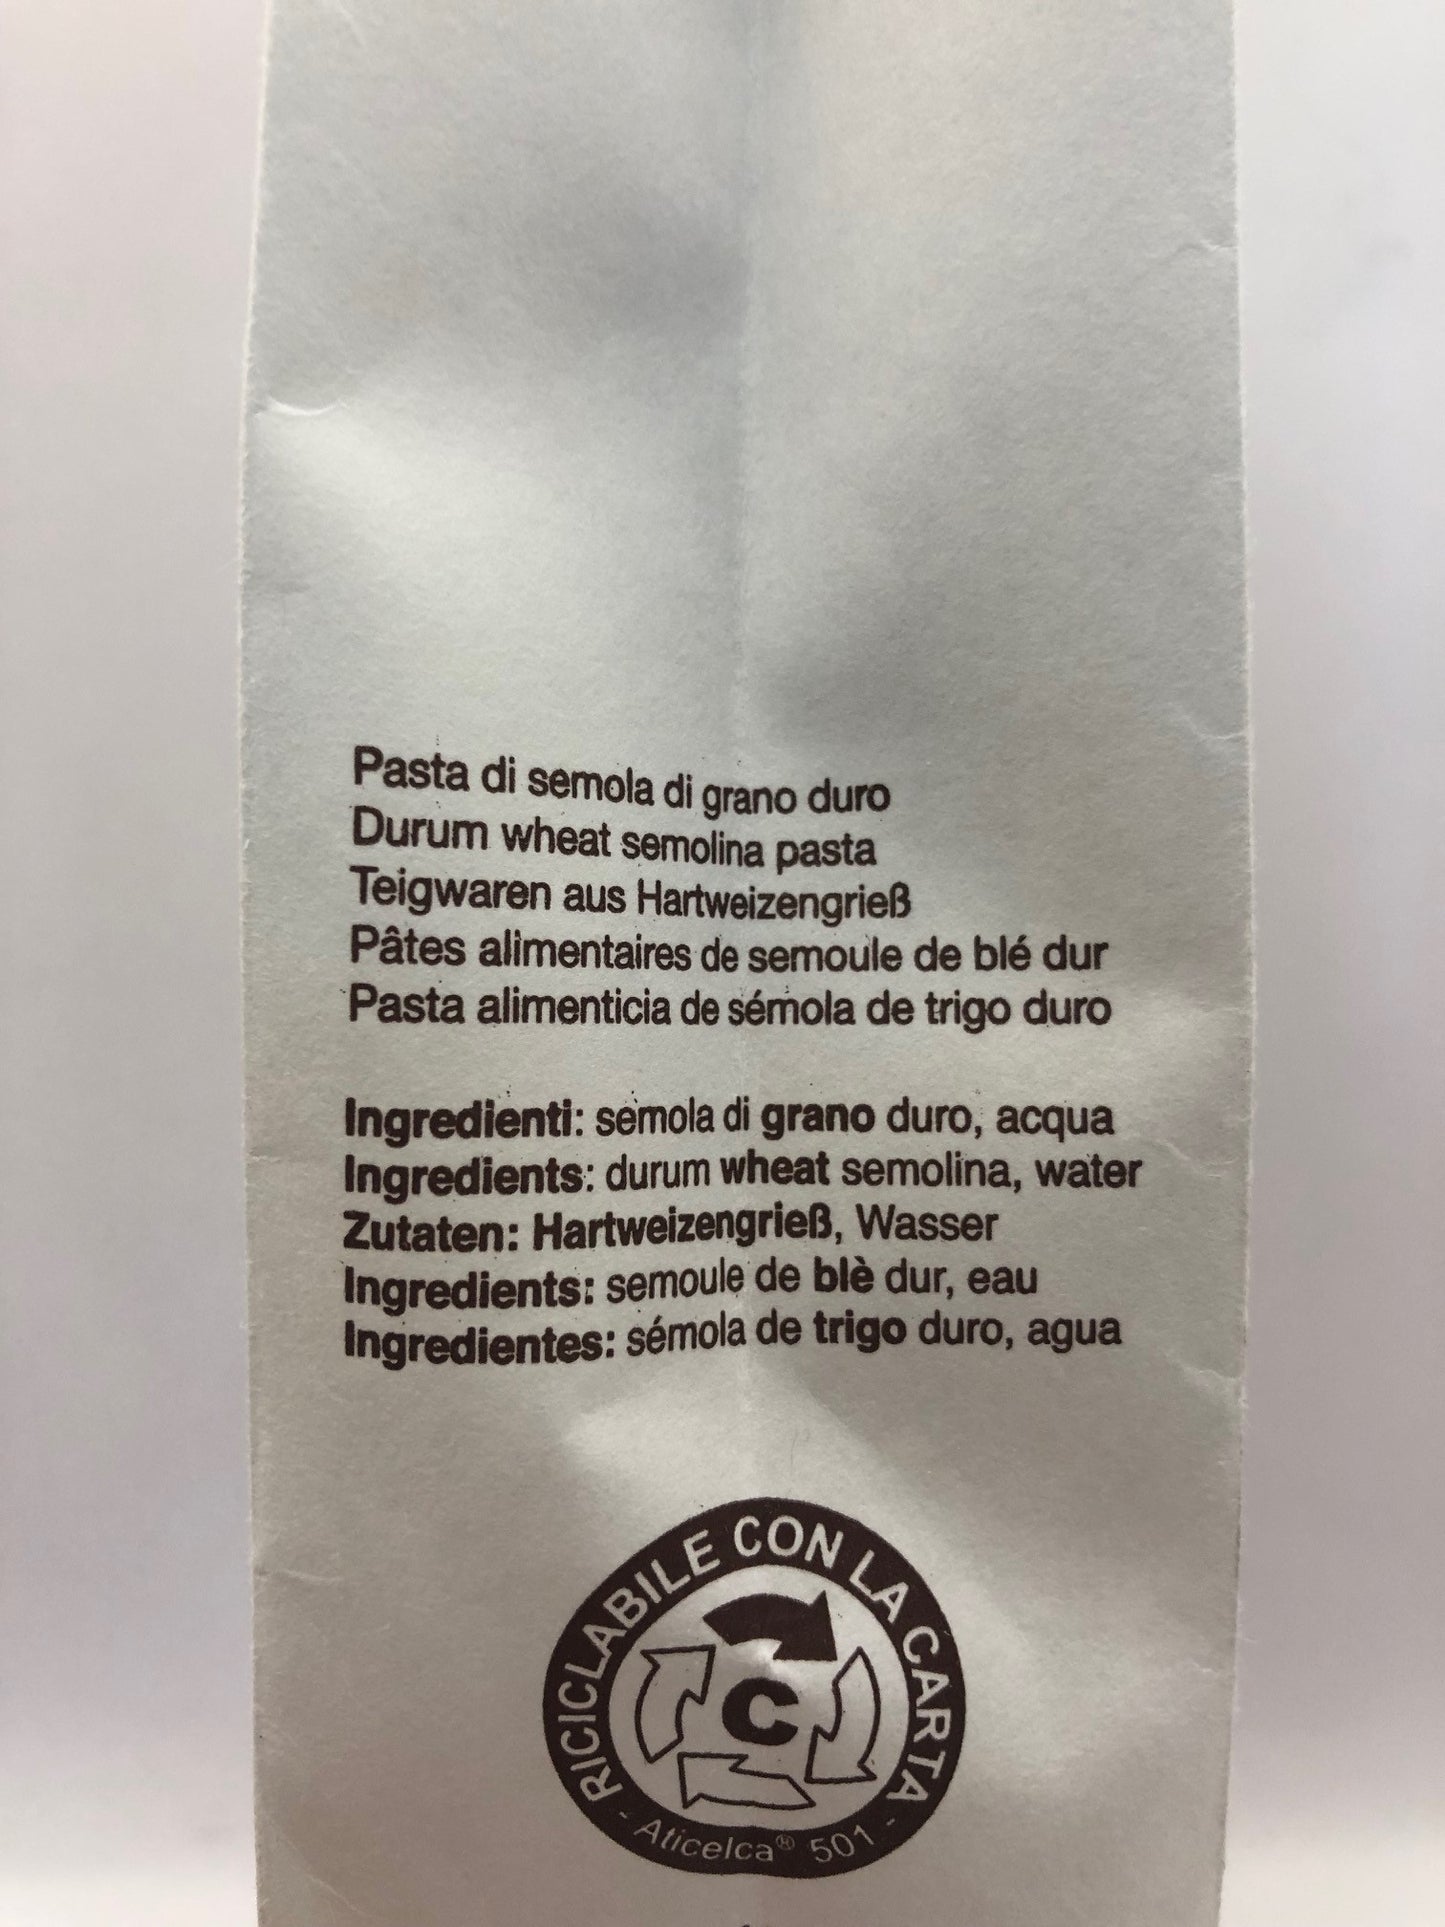 Pasta di semola di grano duro
Durum wheat semolina pasta
Teigwaren aus Hartweizengrieß
Pâtes alimentaires de semoule de blé dur
Pasta alimenticia de sémola de trigo duro
Ingredienti: semola di grano duro, acqua
Ingredients: durum wheat semolina, water
Zutaten: Hartweizengrieß, Wasser
Ingredients: semoule de blè dur, eau
Ingredientes: sémola de trigo duro, agua
RICICLABILE CON LA CARTA
C
- Aticelca® 501 -